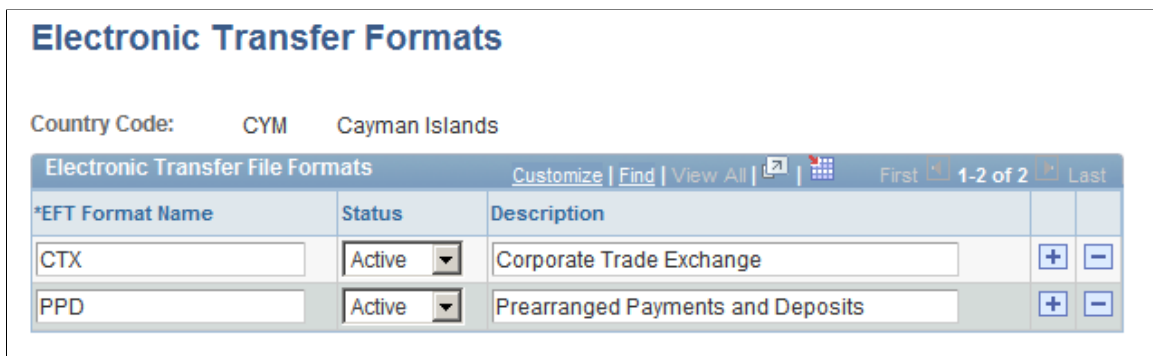 Electronic Transfer Formats
Country Code: CYM Cayman Islands
Electronic Transfer File Formats Customize | Find | View All | | First 1-2 of 2 Last
*EFT Format Name Status Description
CTX Active Corporate Trade Exchange
PPD Active Prearranged Payments and Deposits